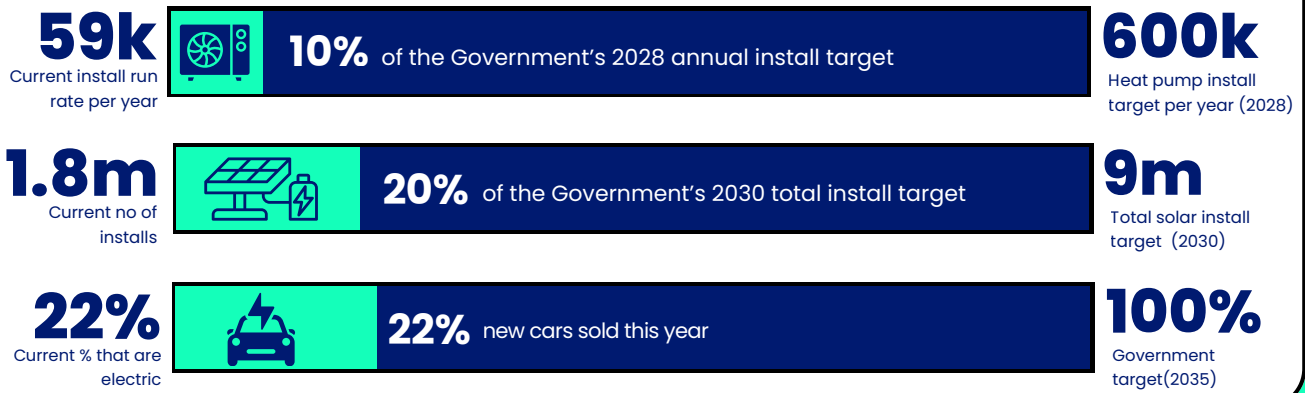 59k
Current install run
rate per year
10% of the Government’s 2028 annual install target
600k
Heat pump install
target per year (2028)
1.8m
Current no of
installs
20% of the Government’s 2030 total install target
9m
Total solar install
target (2030)
22%
Current % that are
electric
22% new cars sold this year
100%
Government
target(2035)